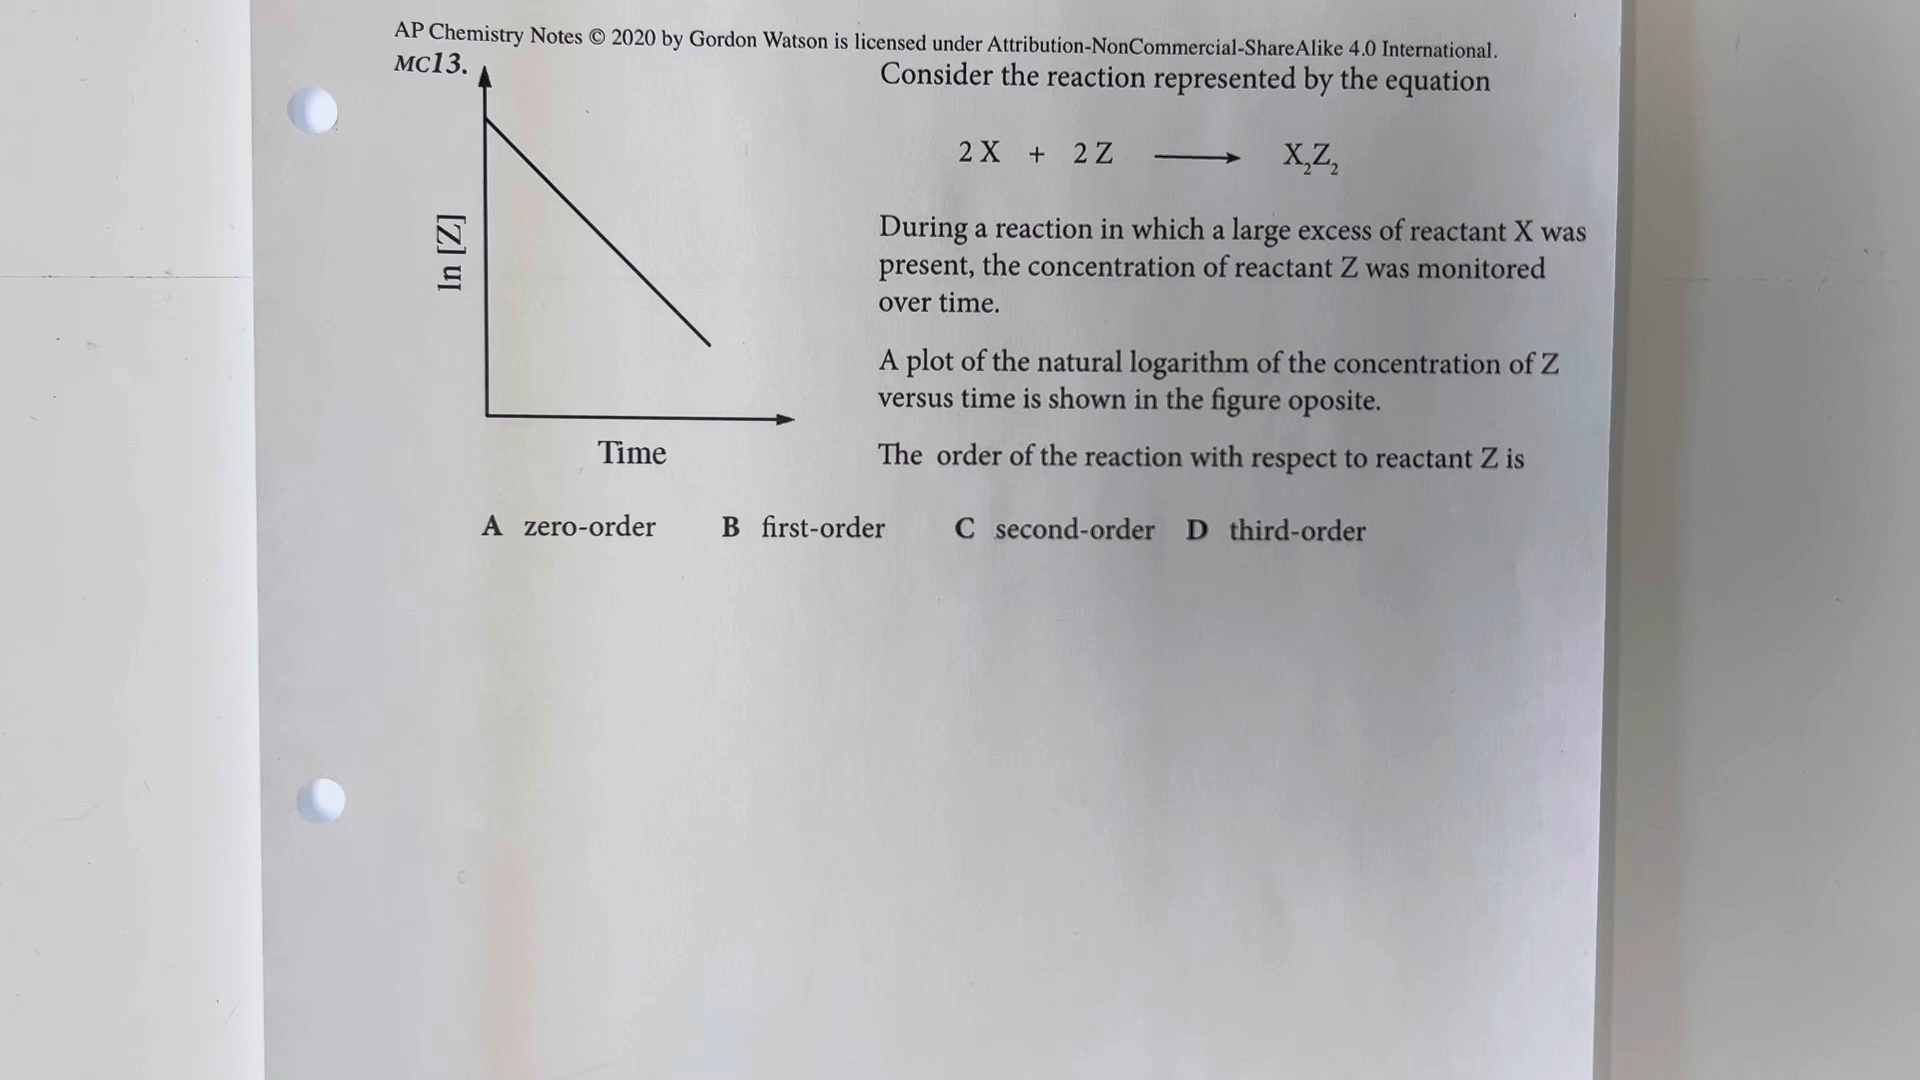 AP Chemistry Notes © 2020 by Gordon Watson is licensed under Attribution-NonCommercial-ShareAlike 4.0 International.
MC13.
ln [Z]
Time
Consider the reaction represented by the equation
2 X + 2 Z ⟶ X₂Z₂
During a reaction in which a large excess of reactant X was
present, the concentration of reactant Z was monitored
over time.
A plot of the natural logarithm of the concentration of Z
versus time is shown in the figure oposite.
The order of the reaction with respect to reactant Z is
A zero-order B first-order C second-order D third-order